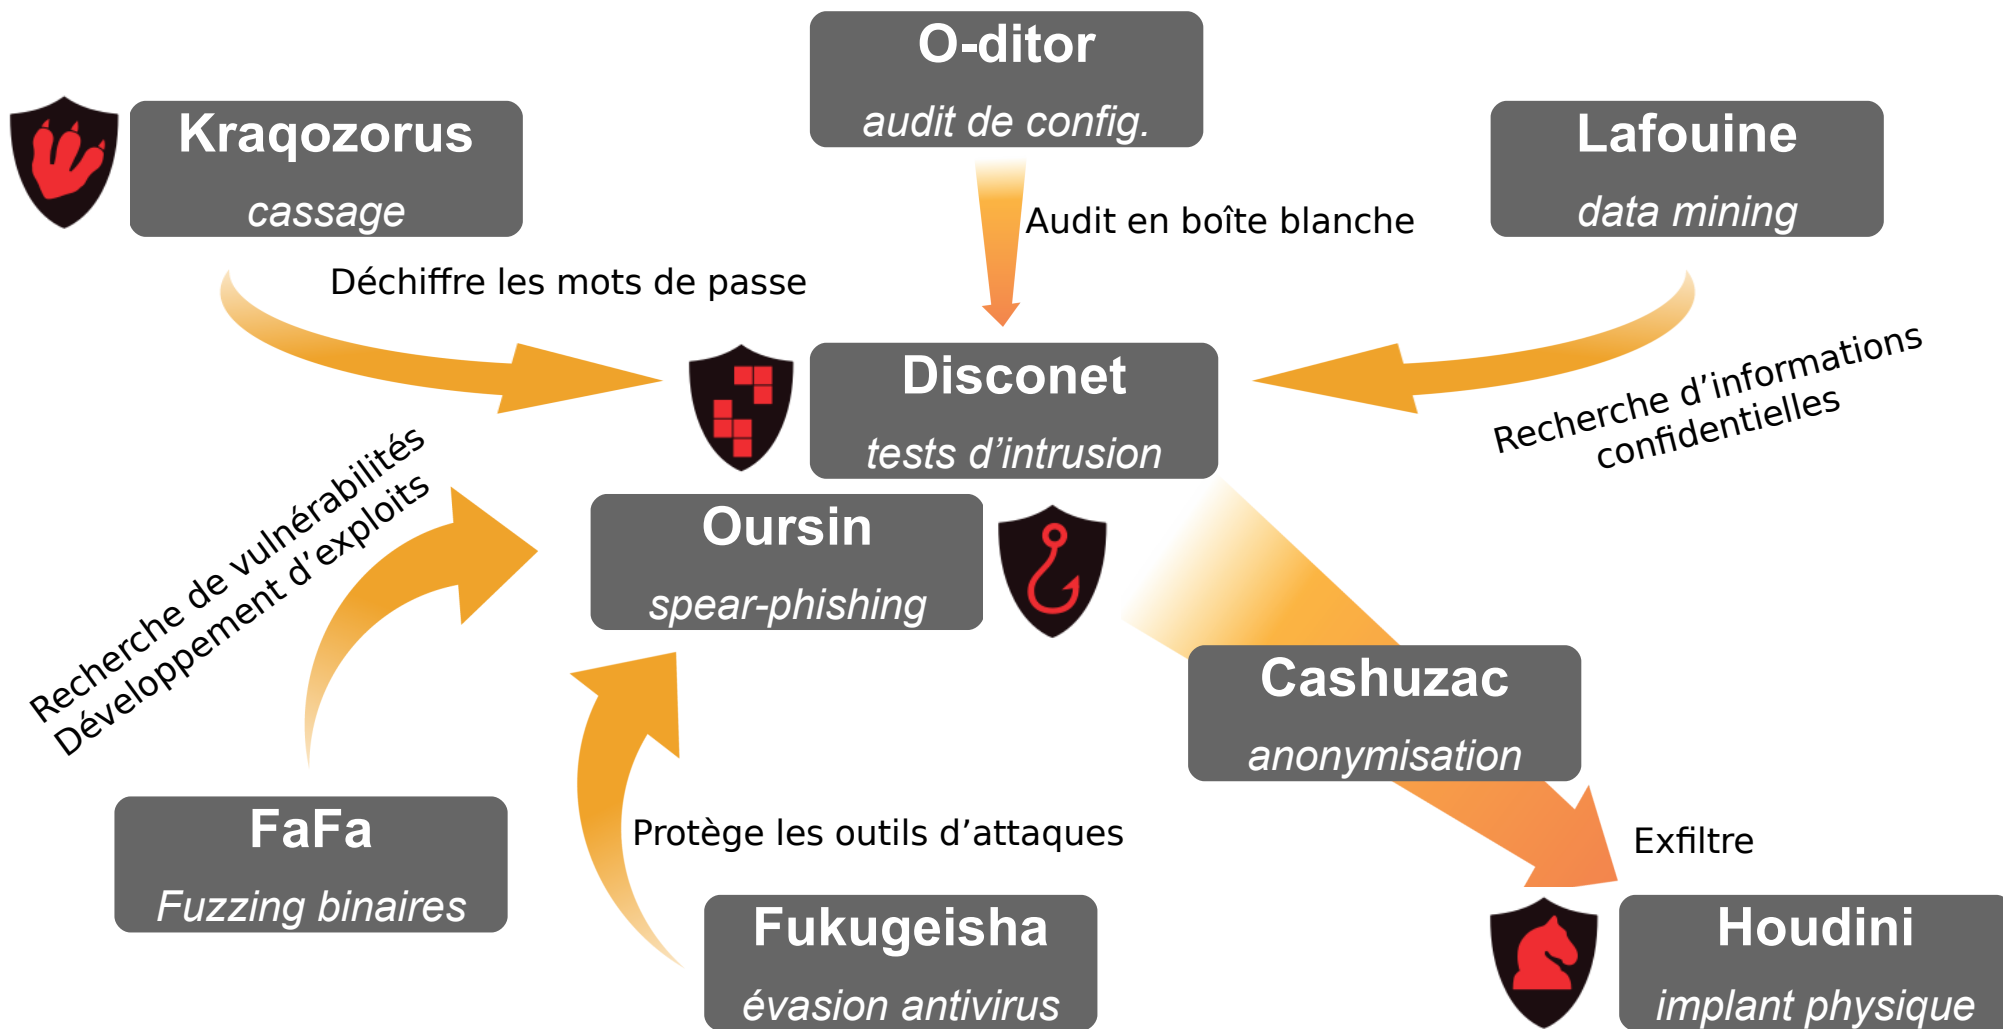 O-ditor
audit de config.
Kraqozorus
cassage
Lafouine
data mining
Audit en boîte blanche
Déchiffre les mots de passe
Recherche d’informations
confidentielles
Disconet
tests d’intrusion
Recherche de vulnérabilités
Développement d’exploits
Oursin
spear-phishing
Cashuzac
anonymisation
FaFa
Fuzzing binaires
Protège les outils d’attaques
Exfiltre
Fukugeisha
évasion antivirus
Houdini
implant physique